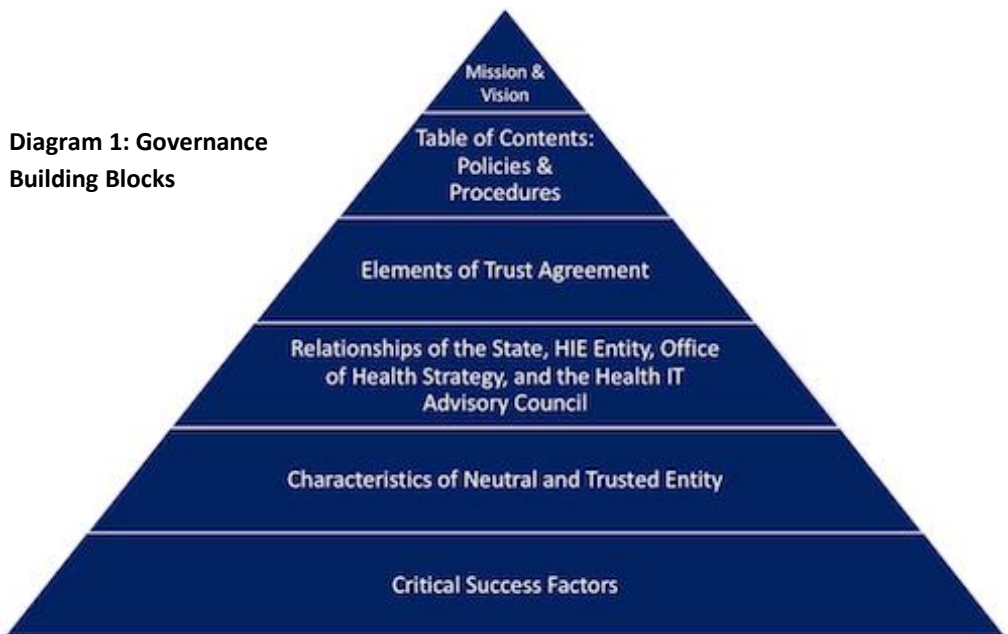 Diagram 1: Governance
Building Blocks
Mission &
Vision
Table of Contents:
Policies &
Procedures
Elements of Trust Agreement
Relationships of the State, HIE Entity, Office
of Health Strategy, and the Health IT
Advisory Council
Characteristics of Neutral and Trusted Entity
Critical Success Factors